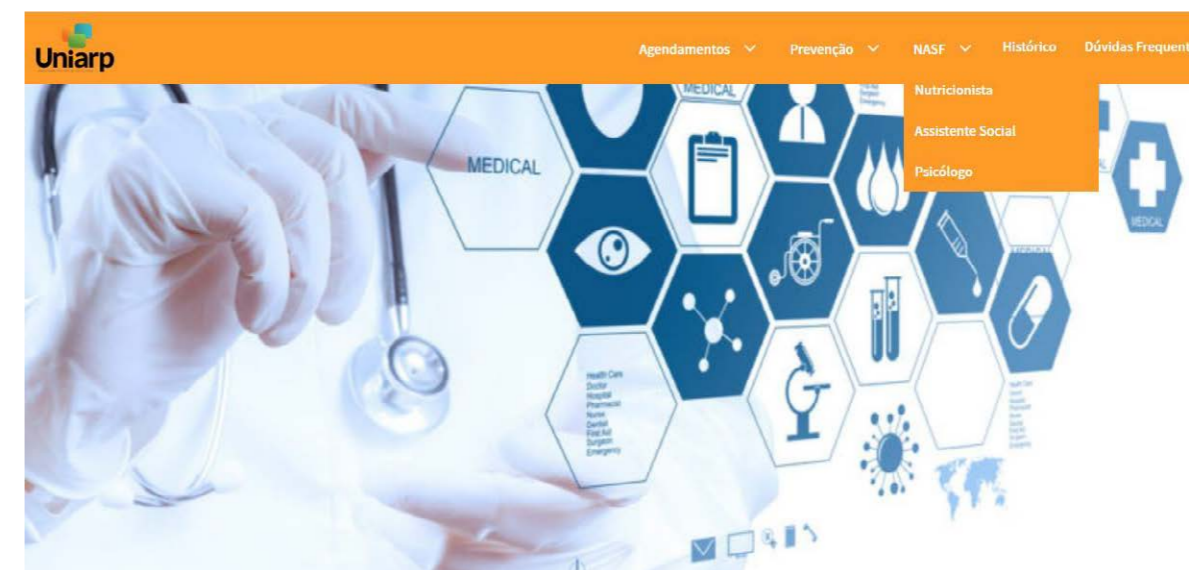 Uniarp
Agendamentos Prevenção NASF Histórico Dúvidas Frequent
Nutricionista
Assistente Social
Psicólogo
MEDICAL
MEDICAL
MEDICAL
Health Care
Doctor
Hospital
Pharmacist
Nurse
Dentist
First Aid
Surgeon
Emergency